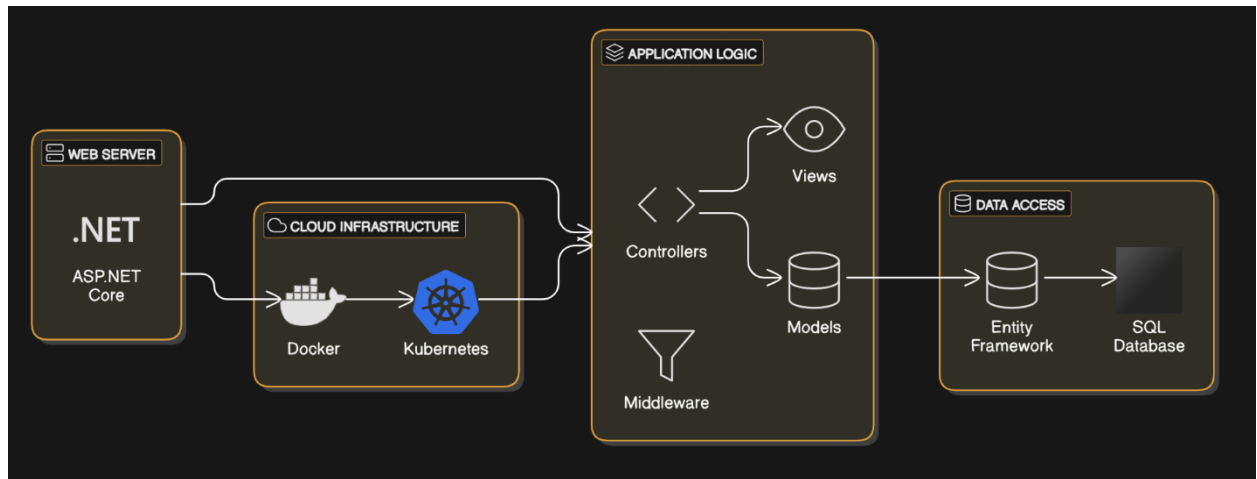 WEB SERVER
.NET
ASP.NET
Core
CLOUD INFRASTRUCTURE
Docker
Kubernetes
APPLICATION LOGIC
Views
Controllers
Models
Middleware
DATA ACCESS
Entity
Framework
SQL
Database